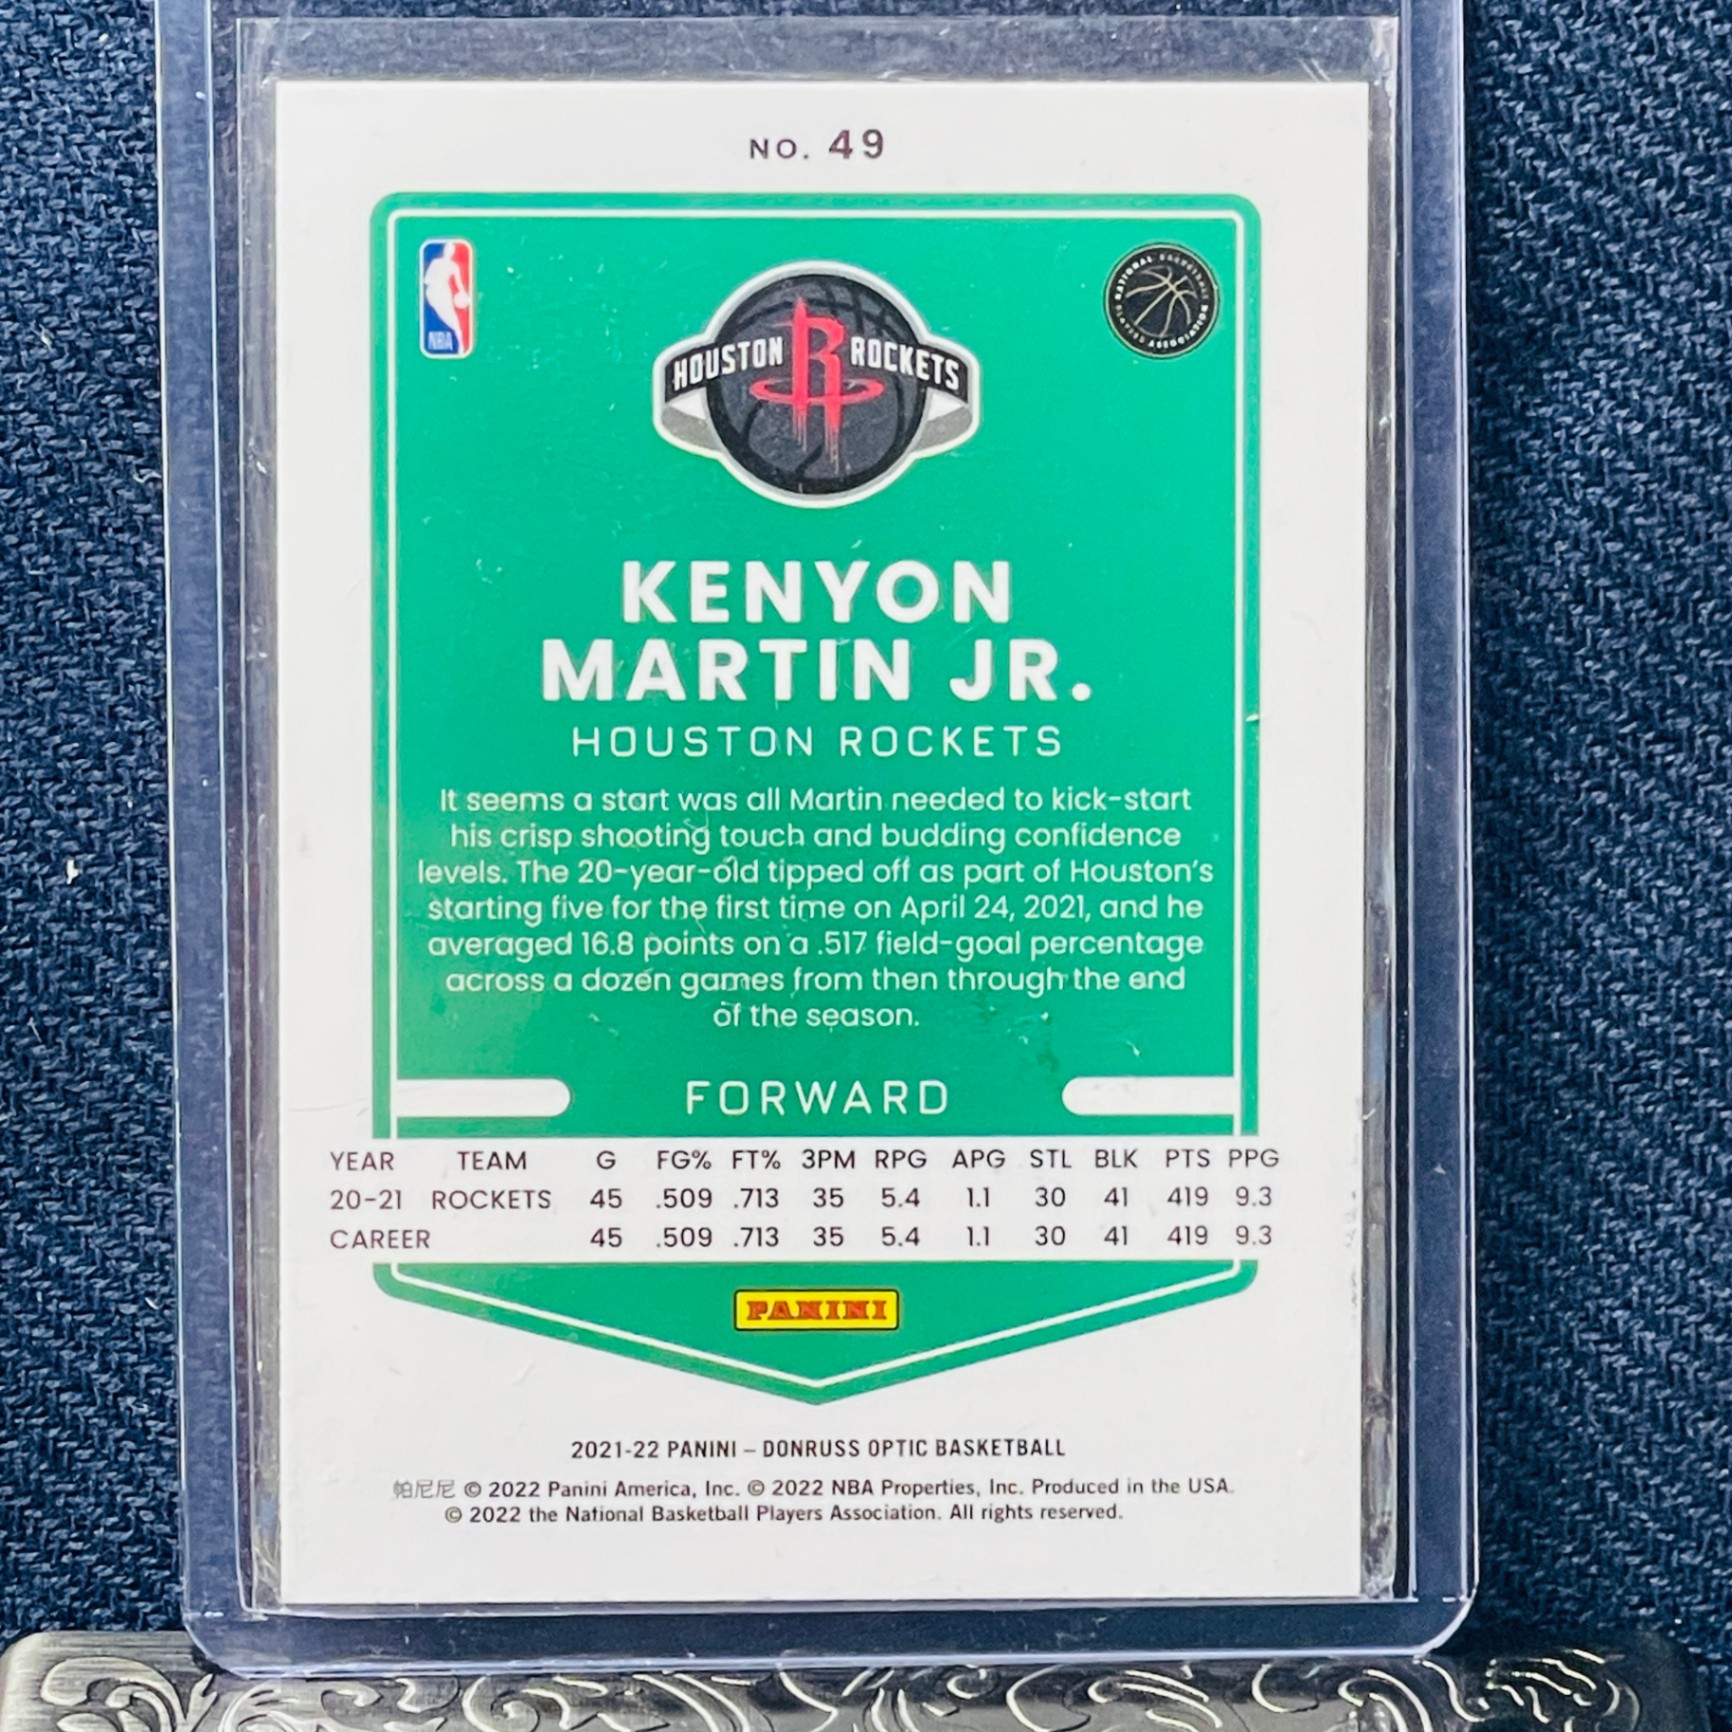 NO. 49
NBA
NATIONAL BASKETBALL PLAYERS ASSOCIATION
HOUSTON ROCKETS
KENYON
MARTIN JR.
HOUSTON ROCKETS
It seems a start was all Martin needed to kick-start
his crisp shooting touch and budding confidence
levels. The 20-year-old tipped off as part of Houston's
starting five for the first time on April 24, 2021, and he
averaged 16.8 points on a .517 field-goal percentage
across a dozen games from then through the end
of the season.
FORWARD
YEAR TEAM G FG% FT% 3PM RPG APG STL BLK PTS PPG
20-21 ROCKETS 45 .509 .713 35 5.4 1.1 30 41 419 9.3
CAREER 45 .509 .713 35 5.4 1.1 30 41 419 9.3
PANINI
2021-22 PANINI – DONRUSS OPTIC BASKETBALL
帕尼尼 © 2022 Panini America, Inc. © 2022 NBA Properties, Inc. Produced in the USA.
© 2022 the National Basketball Players Association. All rights reserved.